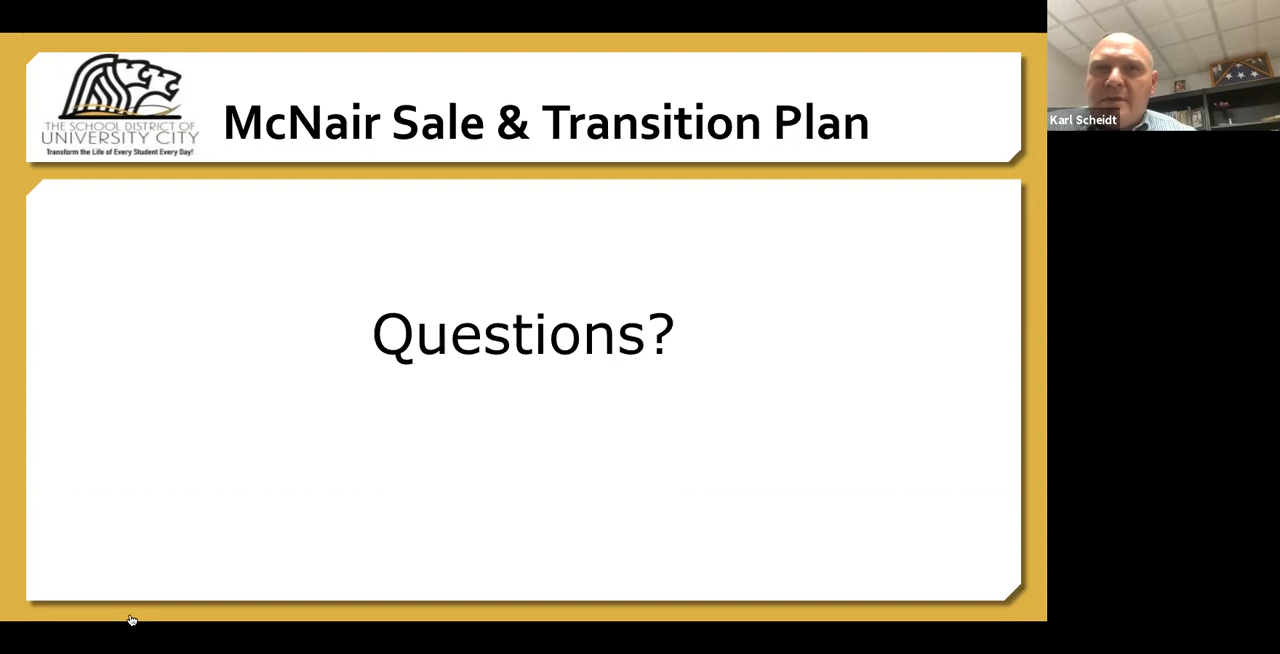 THE SCHOOL DISTRICT OF
UNIVERSITY CITY
Transform the Life of Every Student Every Day!
McNair Sale & Transition Plan
Karl Scheidt
Questions?